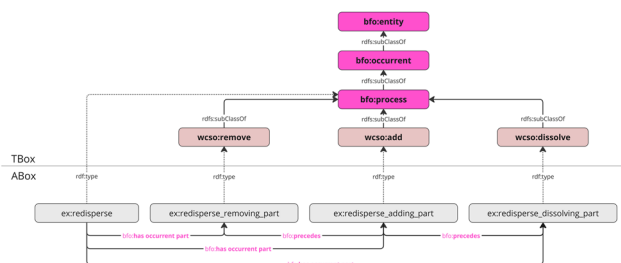 bfo:entity
rdfs:subClassOf
bfo:occurrent
rdfs:subClassOf
bfo:process
rdfs:subClassOf
rdfs:subClassOf
rdfs:subClassOf
wcso:remove
wcso:add
wcso:dissolve
TBox
ABox
rdf:type
rdf:type
rdf:type
rdf:type
ex:redisperse
ex:redisperse_removing_part
ex:redisperse_adding_part
ex:redisperse_dissolving_part
bfo:has occurrent part
bfo:precedes
bfo:precedes
bfo:has occurrent part